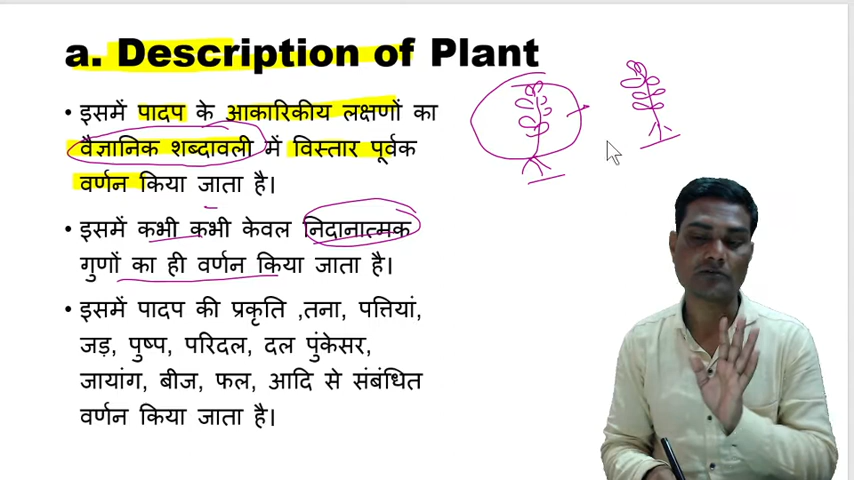 a. Description of Plant
• इसमें पादप के आकारिकीय लक्षणों का
वैज्ञानिक शब्दावली में विस्तार पूर्वक
वर्णन किया जाता है।
• इसमें कभी कभी केवल निदानात्मक
गुणों का ही वर्णन किया जाता है।
• इसमें पादप की प्रकृति ,तना, पत्तियां,
जड़, पुष्प, परिदल, दल पुंकेसर,
जायांग, बीज, फल, आदि से संबंधित
वर्णन किया जाता है।